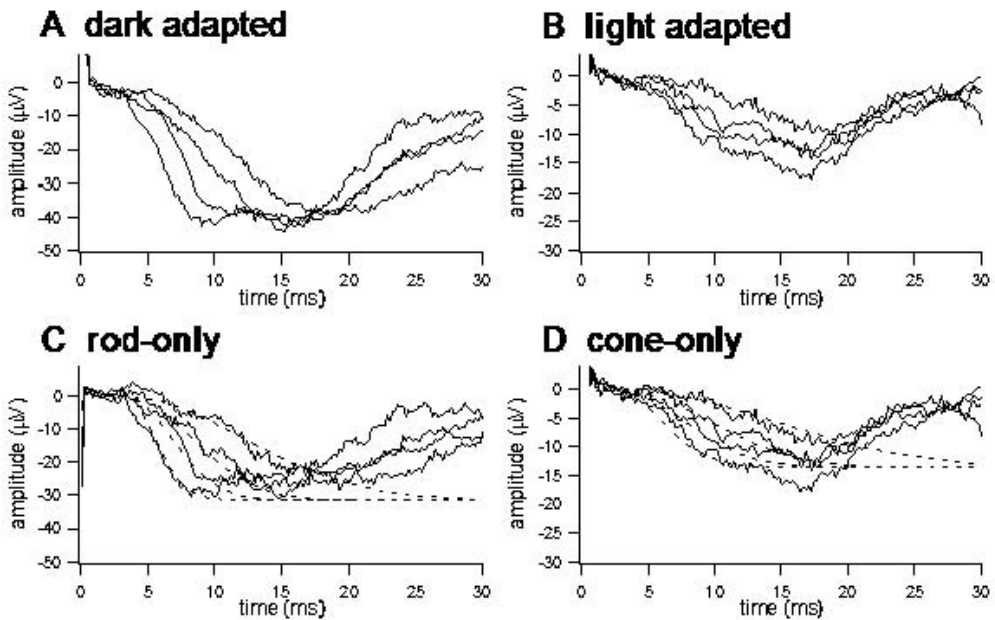 A dark adapted
amplitude (µV)
0
-10
-20
-30
-40
-50
0 5 10 15 20 25 30
time (ms)
B light adapted
amplitude (µV)
0
-5
-10
-15
-20
-25
-30
0 5 10 15 20 25 30
time (ms)
C rod-only
amplitude (µV)
0
-10
-20
-30
-40
-50
0 5 10 15 20 25 30
time (ms)
D cone-only
amplitude (µV)
0
-5
-10
-15
-20
-25
-30
0 5 10 15 20 25 30
time (ms)